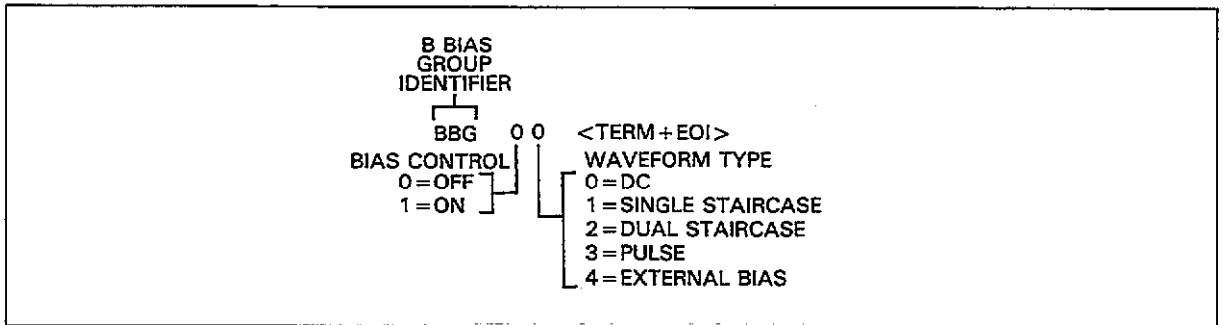 B BIAS
GROUP
IDENTIFIER
BBG 0 0 <TERM+EOI>
BIAS CONTROL WAVEFORM TYPE
0=OFF 0=DC
1=ON 1=SINGLE STAIRCASE
2=DUAL STAIRCASE
3=PULSE
4=EXTERNAL BIAS